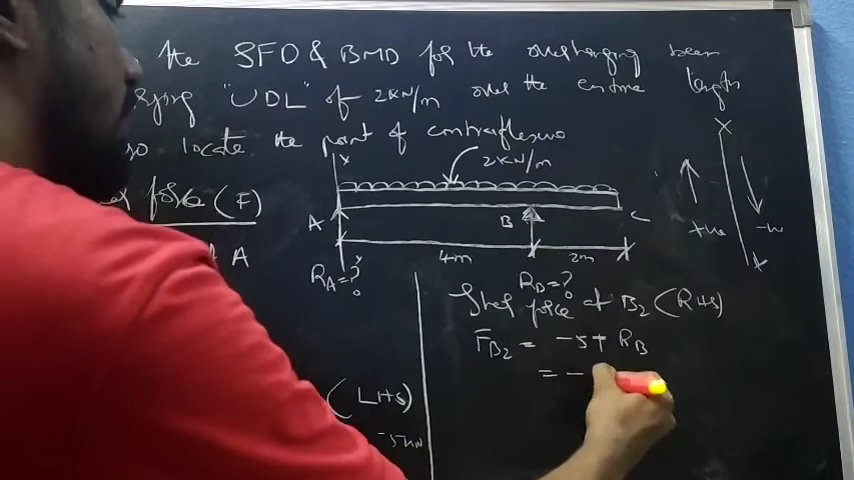 the SFD & BMD for the overhanging beam
"UDL" of 2KN/m over the entire length
so locate the point of contraflexure
2KN/m
x
x
force (F)
A
B
C
A
4m
2m
+ve
-ve
x
RA = ?
RB = ?
Shear force at B2 (RHS)
FB2 = -5 + RB
= -
(LHS)
-5KN